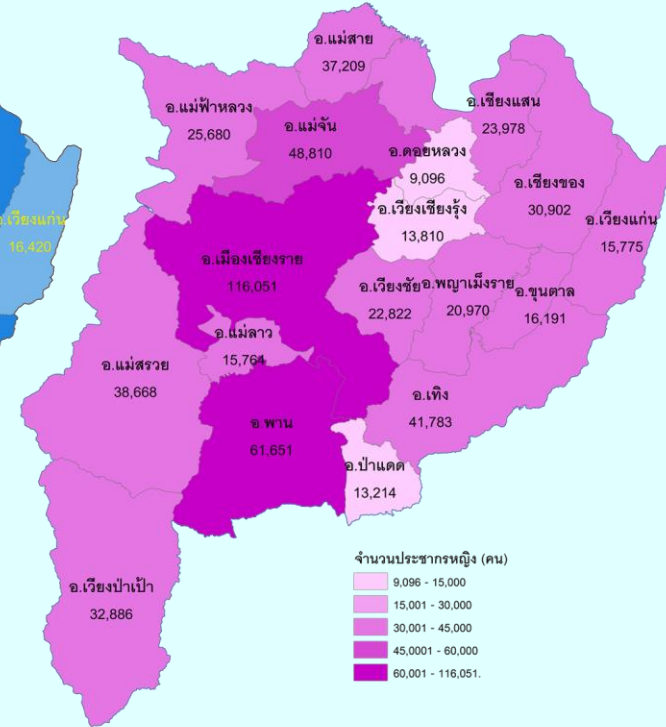 อ.แม่สาย
37,209
อ.แม่ฟ้าหลวง
25,680
อ.แม่จัน
48,810
อ.เชียงแสน
23,978
อ.ดอยหลวง
9,096
อ.เชียงของ
30,902
อ.เวียงแก่น
16,420
อ.เวียงเชียงรุ้ง
13,810
อ.เวียงแก่น
15,775
อ.เมืองเชียงราย
116,051
อ.เวียงชัย
22,822
อ.พญาเม็งราย
20,970
อ.ขุนตาล
16,191
อ.แม่ลาว
15,764
อ.แม่สรวย
38,668
อ.เทิง
41,783
อ.พาน
61,651
อ.ป่าแดด
13,214
อ.เวียงป่าเป้า
32,886
จำนวนประชากรหญิง (คน)
9,096 - 15,000
15,001 - 30,000
30,001 - 45,000
45,0001 - 60,000
60,001 - 116,051.